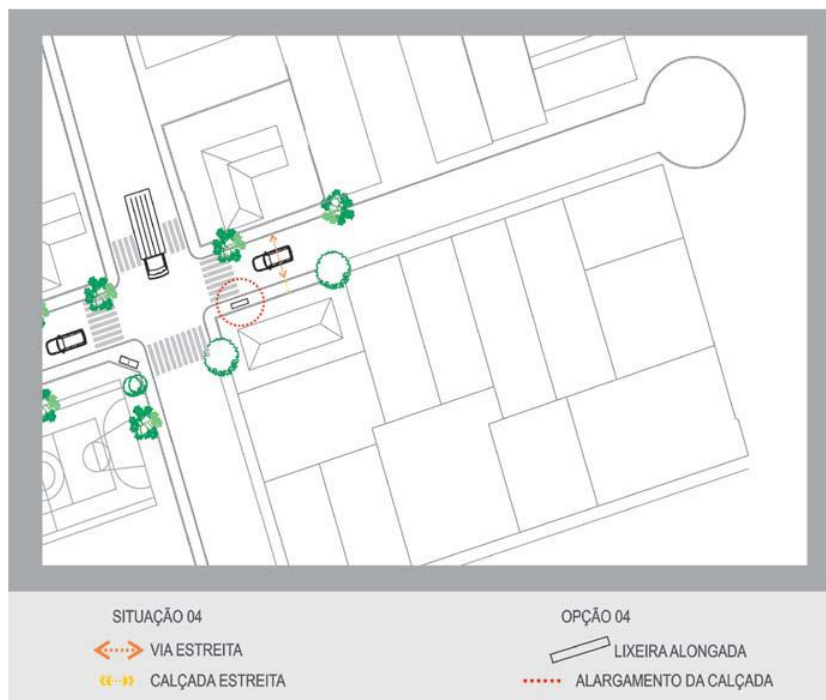 SITUAÇÃO 04
VIA ESTREITA
CALÇADA ESTREITA
OPÇÃO 04
LIXEIRA ALONGADA
ALARGAMENTO DA CALÇADA